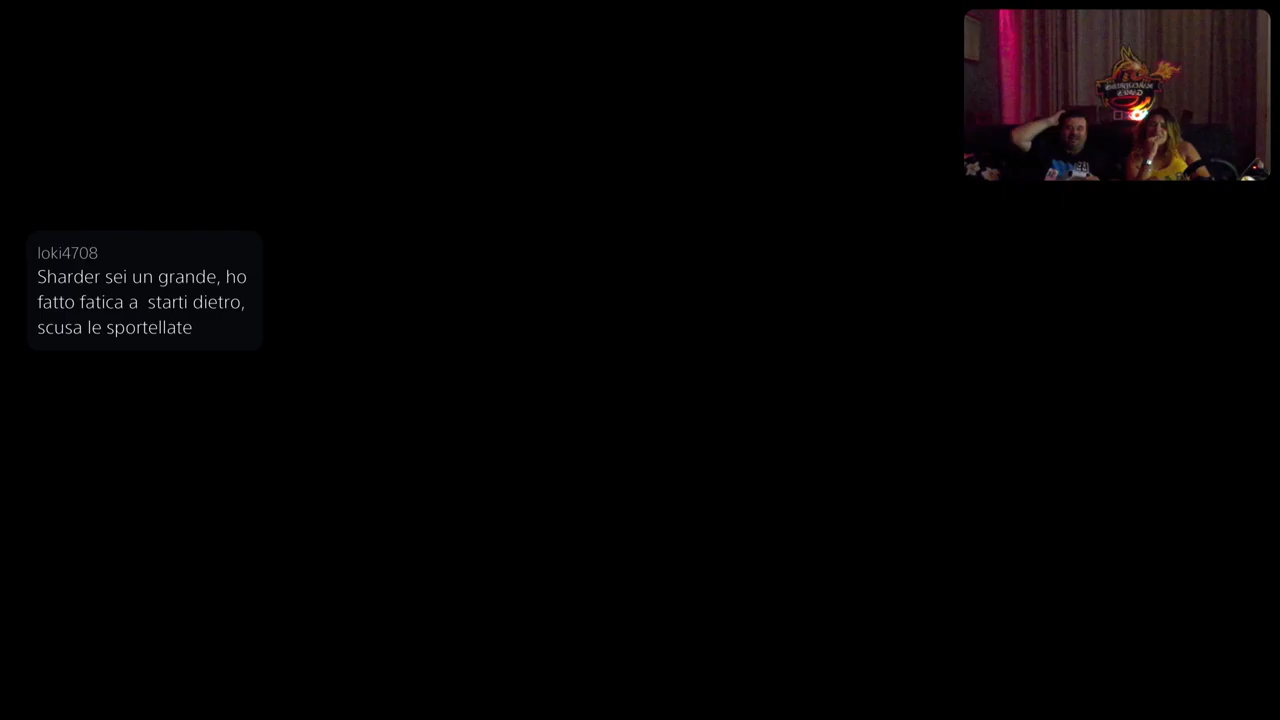 loki4708
Sharder sei un grande, ho
fatto fatica a  starti dietro,
scusa le sportellate